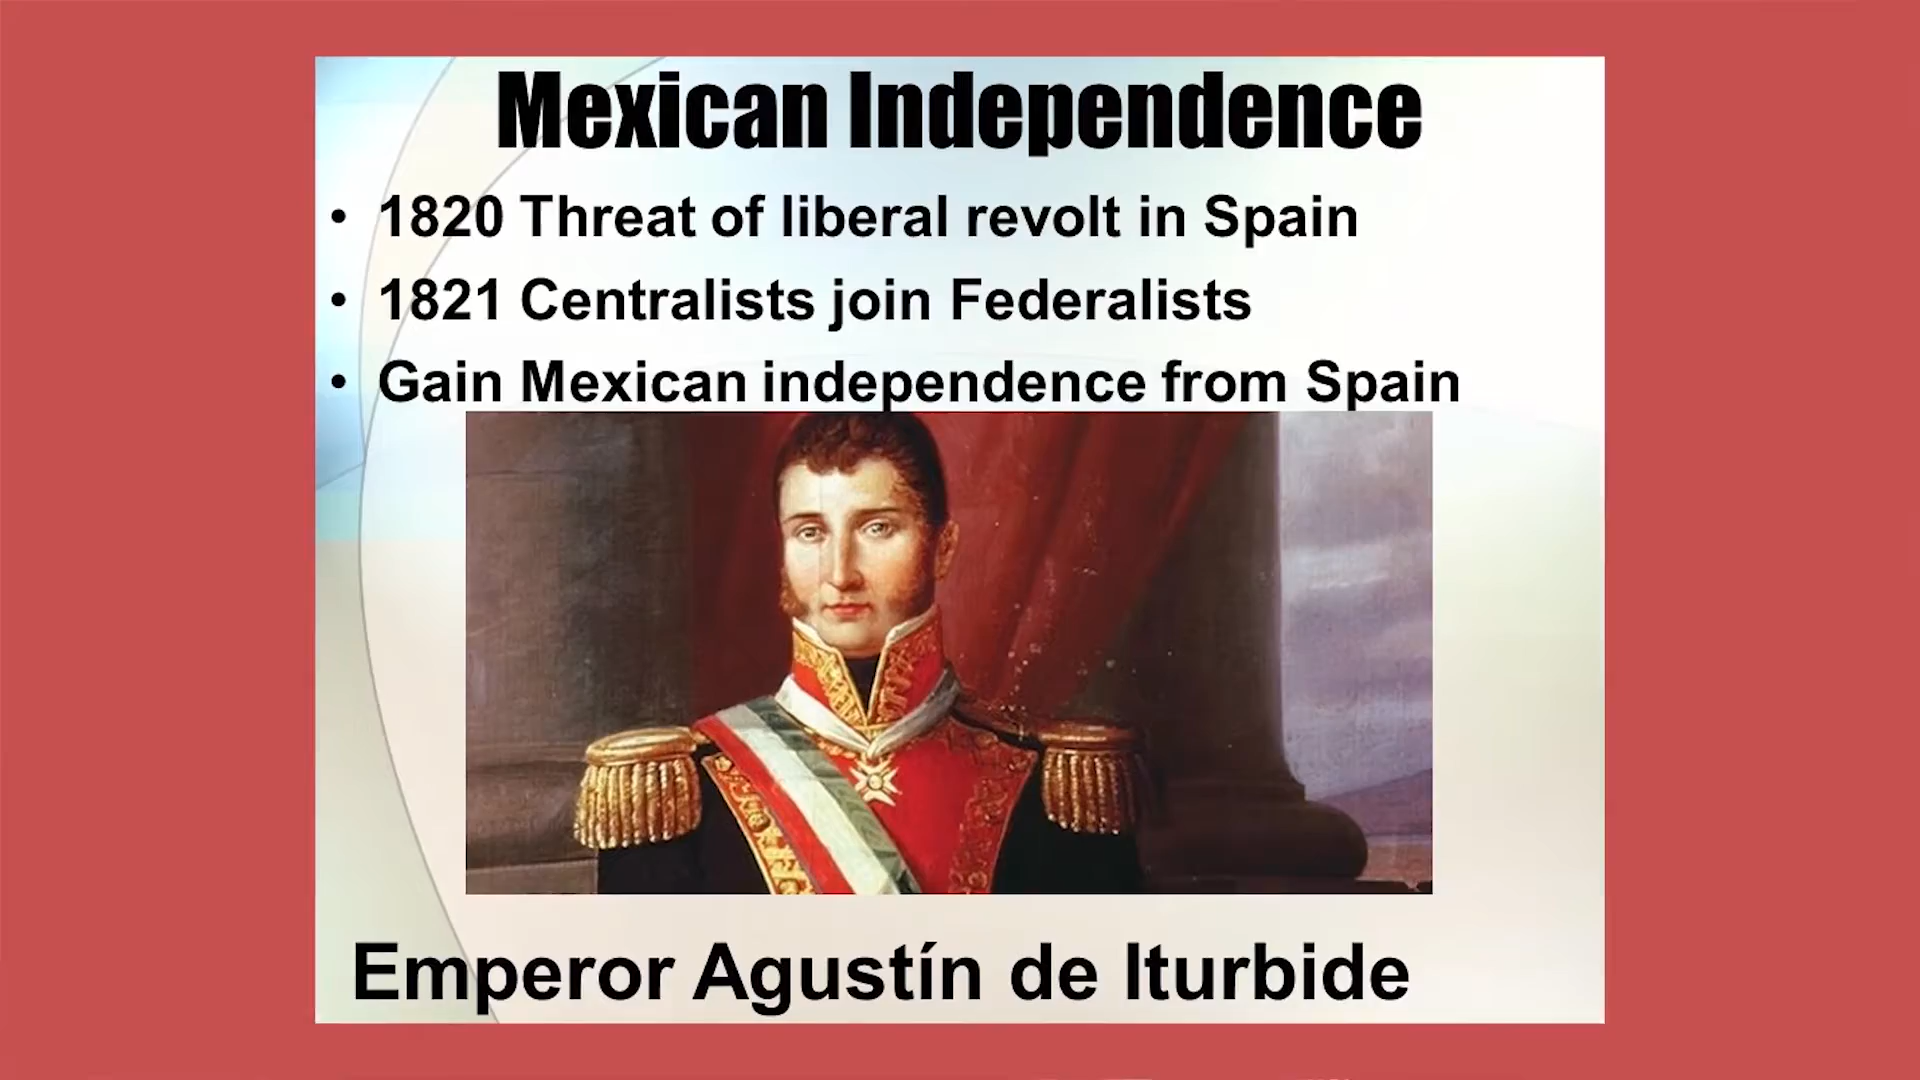 Mexican Independence
• 1820 Threat of liberal revolt in Spain
• 1821 Centralists join Federalists
• Gain Mexican independence from Spain
Emperor Agustín de Iturbide